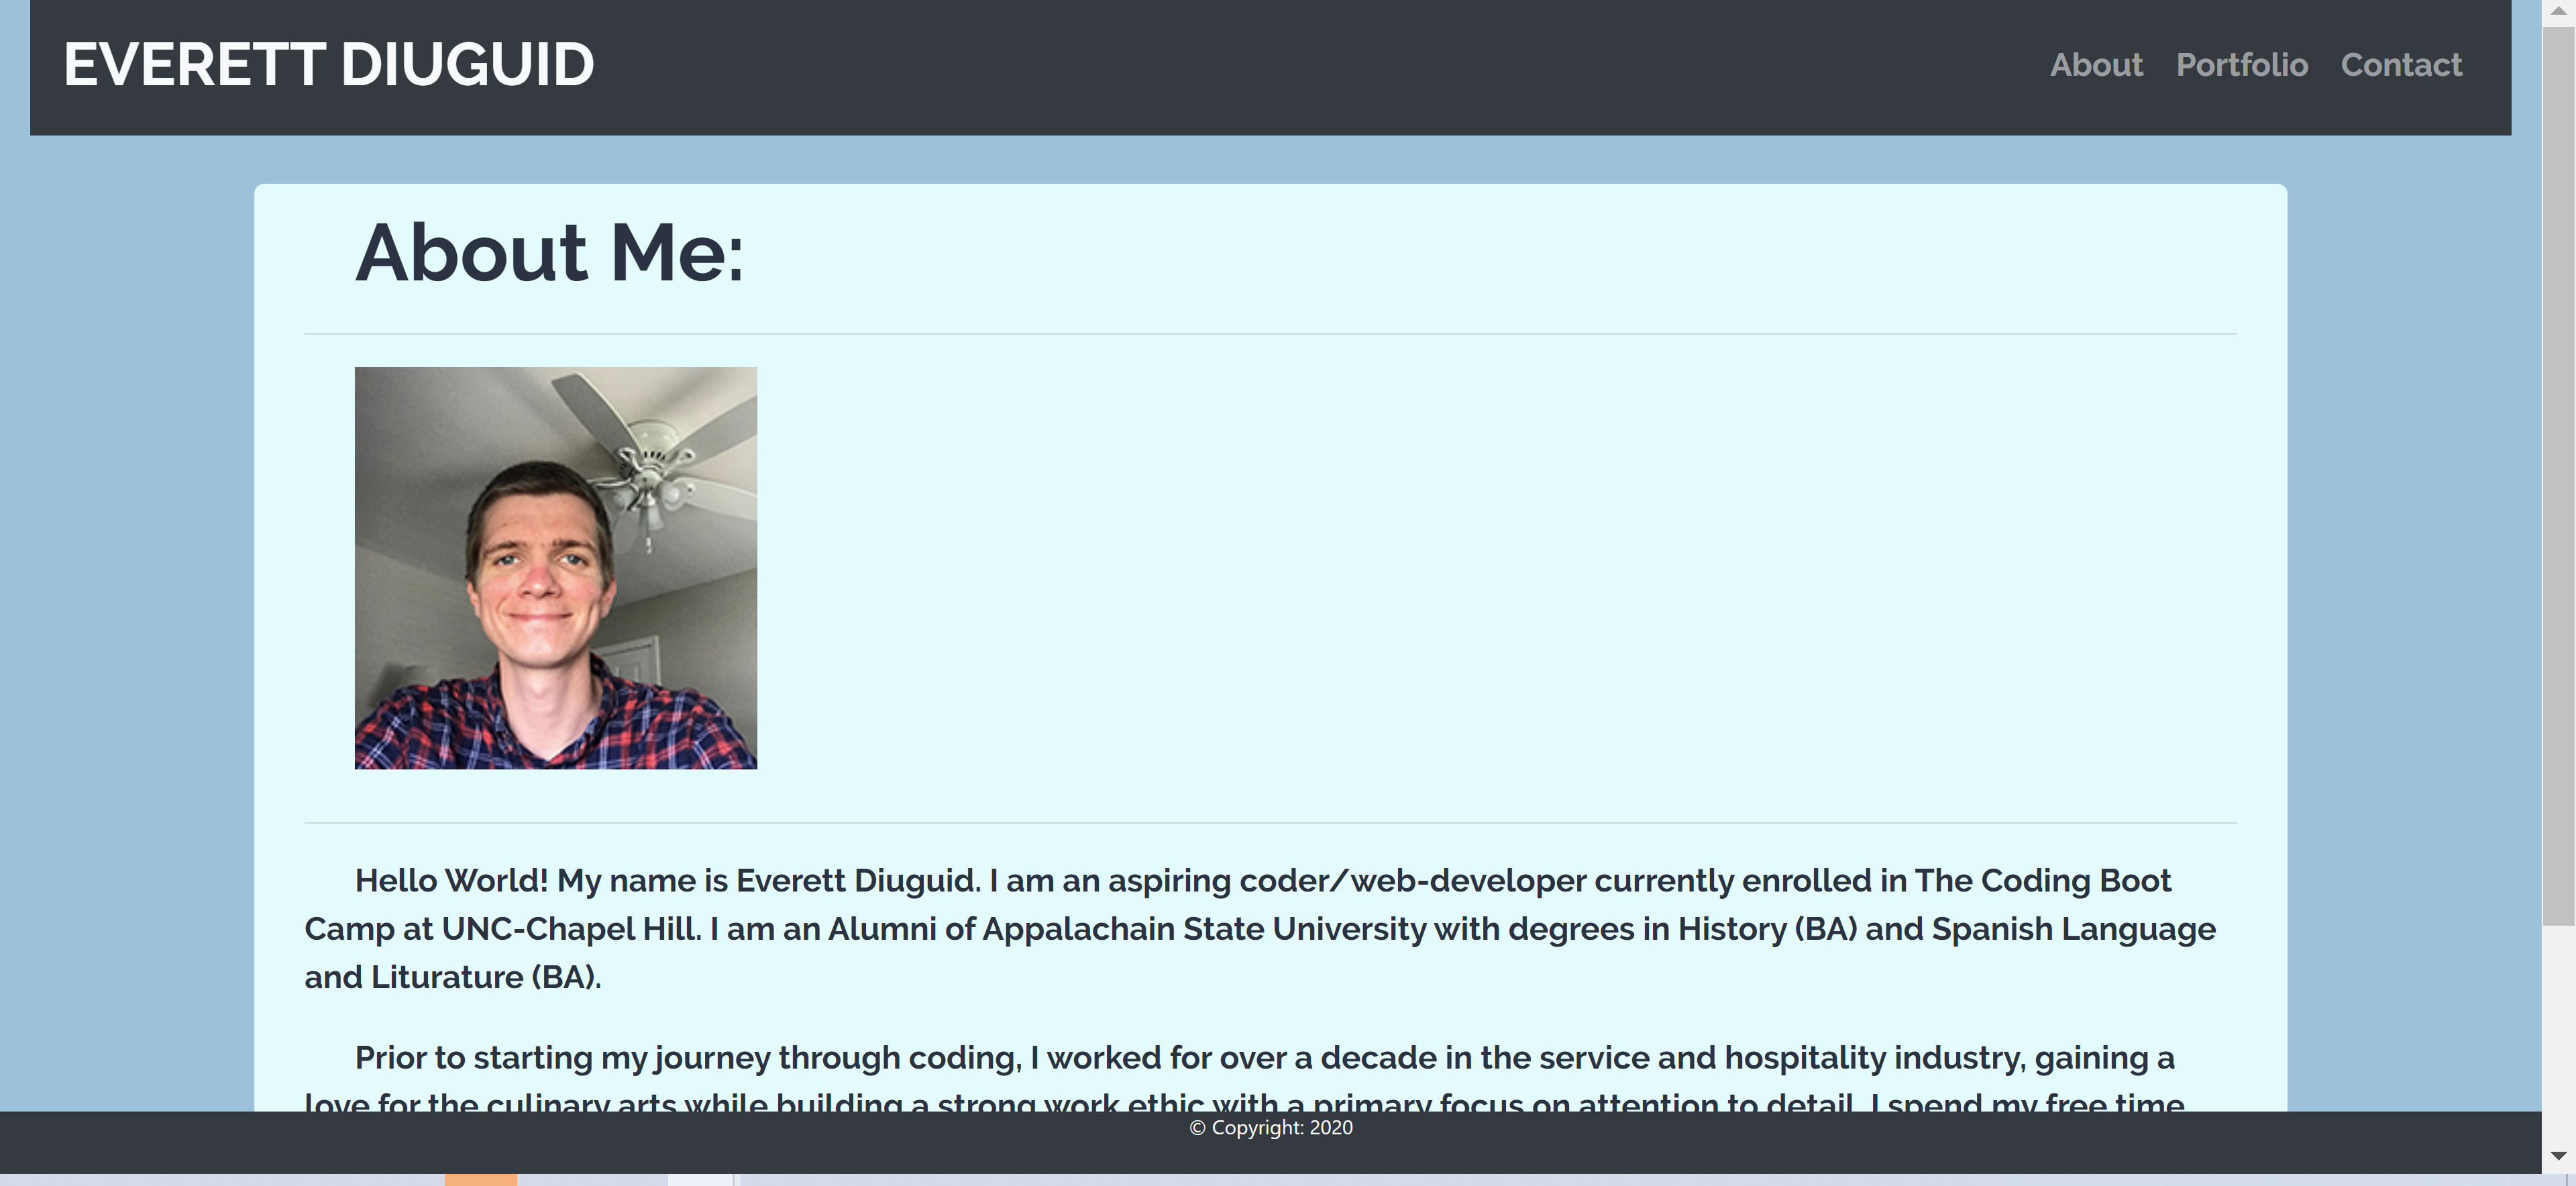 EVERETT DIUGUID
About Portfolio Contact
About Me:
Hello World! My name is Everett Diuguid. I am an aspiring coder/web-developer currently enrolled in The Coding Boot
Camp at UNC-Chapel Hill. I am an Alumni of Appalachain State University with degrees in History (BA) and Spanish Language
and Liturature (BA).
Prior to starting my journey through coding, I worked for over a decade in the service and hospitality industry, gaining a
love for the culinary arts while building a strong work ethic with a primary focus on attention to detail. I spend my free time
© Copyright: 2020